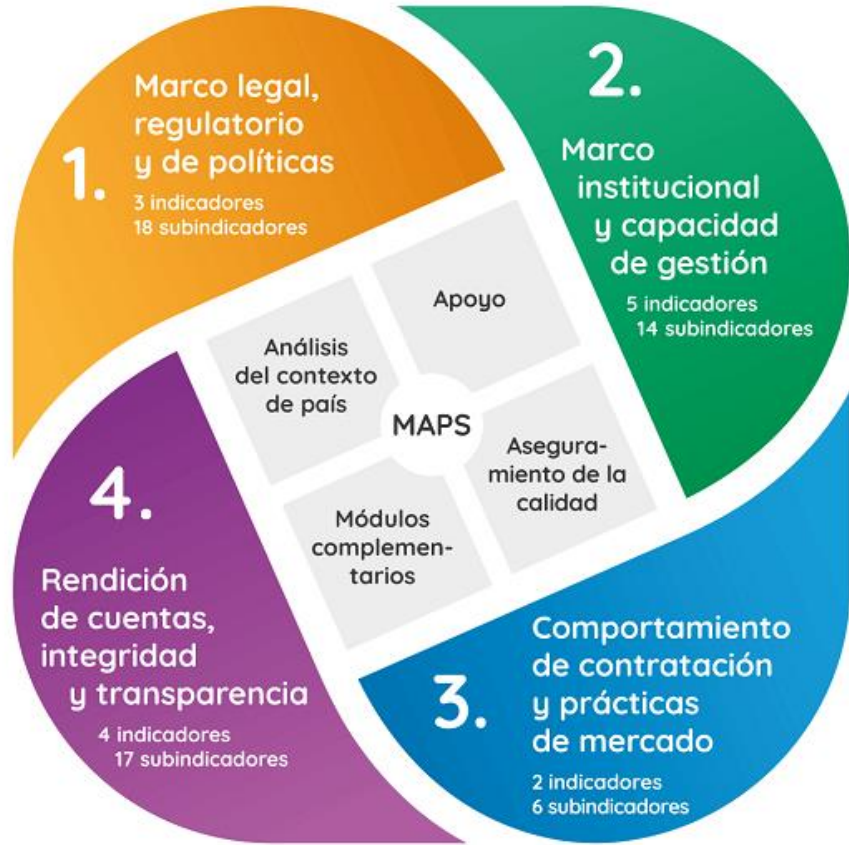 1.
Marco legal,
regulatorio
y de políticas
3 indicadores
18 subindicadores
2.
Marco
institucional
y capacidad
de gestión
5 indicadores
14 subindicadores
3.
Comportamiento
de contratación
y prácticas
de mercado
2 indicadores
6 subindicadores
4.
Rendición
de cuentas,
integridad
y transparencia
4 indicadores
17 subindicadores
Análisis
del contexto
de país
Apoyo
MAPS
Módulos
complemen-
tarios
Asegura-
miento de la
calidad